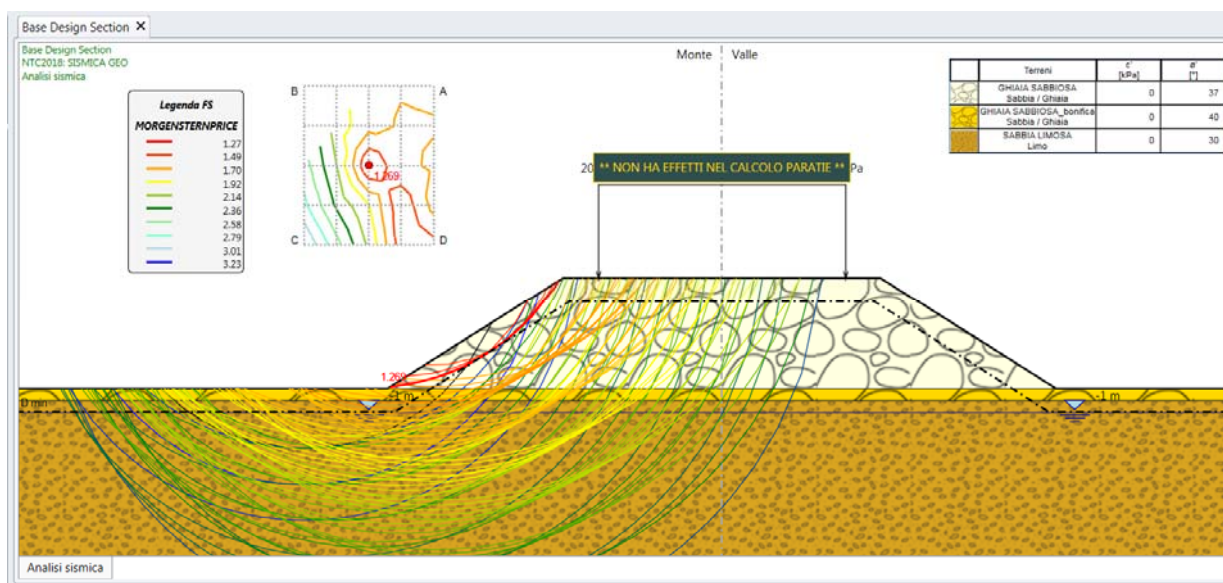 Base Design Section ✕
Base Design Section
NTC2018: SISMICA GEO
Analisi sismica
Legenda FS
MORGENSTERNPRICE
1.27
1.49
1.70
1.92
2.14
2.36
2.58
2.79
3.01
3.23
B
A
1.269
C
D
Monte
Valle
Terreni
c' [kPa]
ø' [°]
GHIAIA SABBIOSA
Sabbia / Ghiaia
0
37
GHIAIA SABBIOSA_bonifica
Sabbia / Ghiaia
0
40
SABBIA LIMOSA
Limo
0
30
20 ** NON HA EFFETTI NEL CALCOLO PARATIE ** Pa
1.269
-1 m
-1 m
Analisi sismica